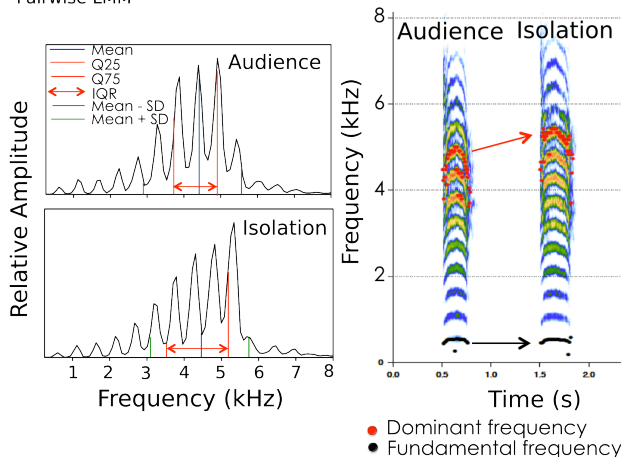 Pairwise LMM
Mean
Q25
Q75
IQR
Mean - SD
Mean + SD
Audience
Isolation
Relative Amplitude
1 2 3 4 5 6 7 8
Frequency (kHz)
Audience Isolation
Frequency (kHz)
8
6
4
2
0
0.0 0.5 1.0 1.5 2.0
Time (s)
Dominant frequency
Fundamental frequency